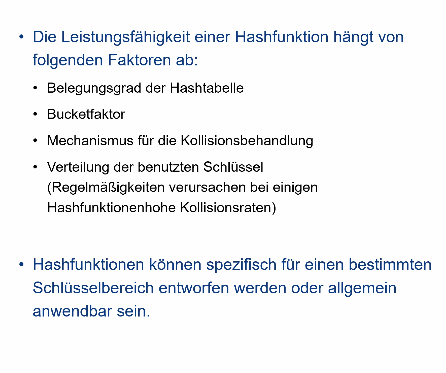 • Die Leistungsfähigkeit einer Hashfunktion hängt von
folgenden Faktoren ab:
• Belegungsgrad der Hashtabelle
• Bucketfaktor
• Mechanismus für die Kollisionsbehandlung
• Verteilung der benutzten Schlüssel
(Regelmäßigkeiten verursachen bei einigen
Hashfunktionenhohe Kollisionsraten)
• Hashfunktionen können spezifisch für einen bestimmten
Schlüsselbereich entworfen werden oder allgemein
anwendbar sein.